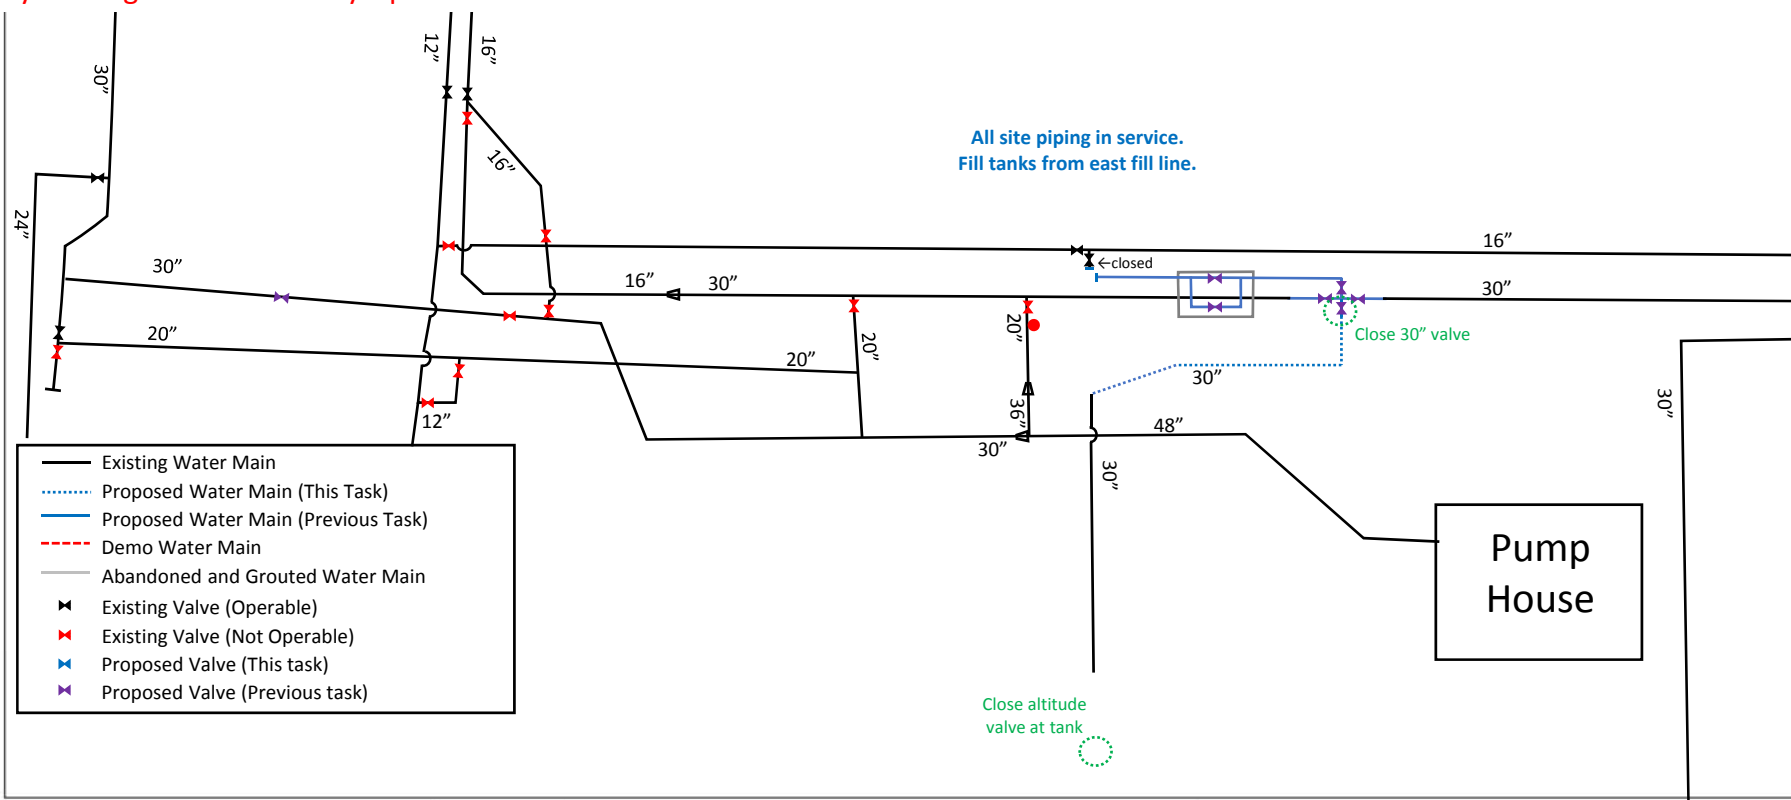 12”
16”
30”
16”
All site piping in service.
Fill tanks from east fill line.
24”
16”
30”
←closed
16”
30”
30”
20”
20”
20”
20”
Close 30” valve
30”
36”
12”
48”
30”
30”
30”
Existing Water Main
Proposed Water Main (This Task)
Proposed Water Main (Previous Task)
Demo Water Main
Abandoned and Grouted Water Main
Existing Valve (Operable)
Existing Valve (Not Operable)
Proposed Valve (This task)
Proposed Valve (Previous task)
Pump
House
Close altitude
valve at tank